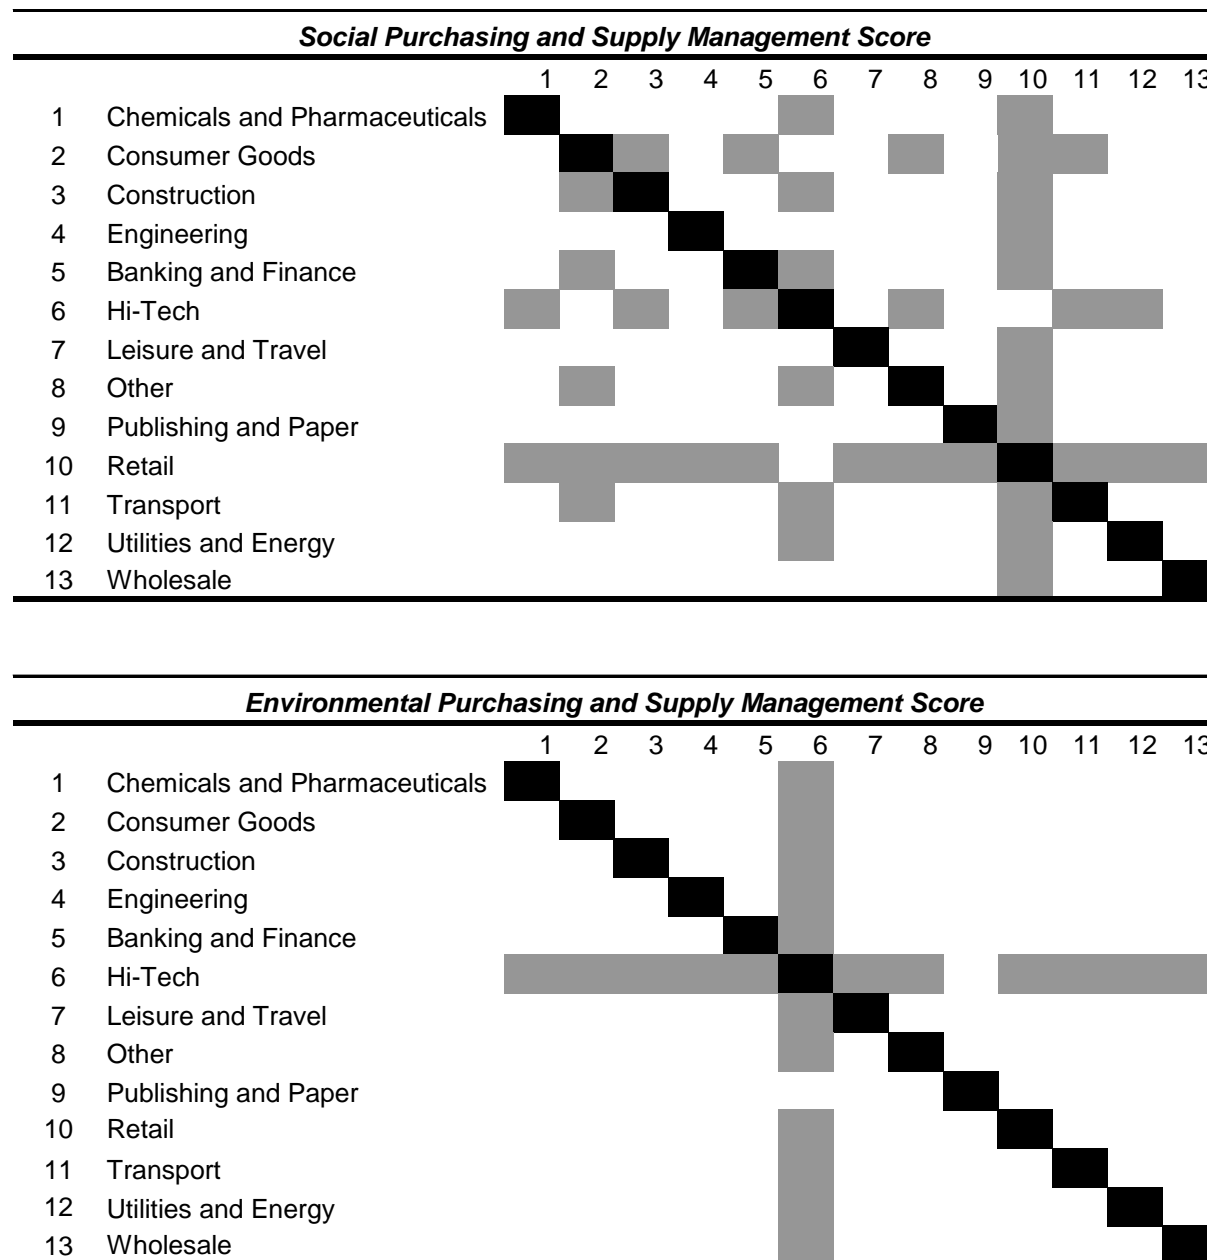 Social Purchasing and Supply Management Score
1 2 3 4 5 6 7 8 9 10 11 12 13
1 Chemicals and Pharmaceuticals
2 Consumer Goods
3 Construction
4 Engineering
5 Banking and Finance
6 Hi-Tech
7 Leisure and Travel
8 Other
9 Publishing and Paper
10 Retail
11 Transport
12 Utilities and Energy
13 Wholesale
Environmental Purchasing and Supply Management Score
1 2 3 4 5 6 7 8 9 10 11 12 13
1 Chemicals and Pharmaceuticals
2 Consumer Goods
3 Construction
4 Engineering
5 Banking and Finance
6 Hi-Tech
7 Leisure and Travel
8 Other
9 Publishing and Paper
10 Retail
11 Transport
12 Utilities and Energy
13 Wholesale